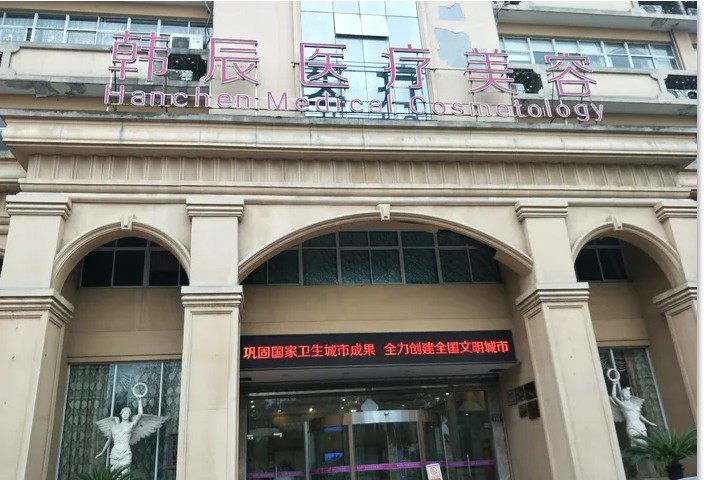 韩辰医疗美容
Hanchen Medical Cosmetology
巩固国家卫生城市成果 全力创建全国文明城市